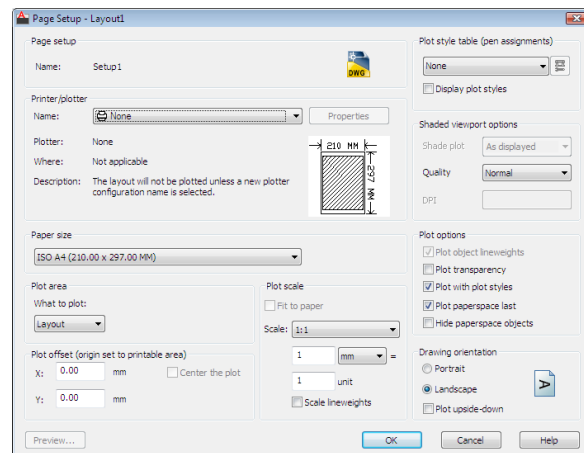 Page Setup - Layout1
Page setup
Name: Setup1
DWG
Printer/plotter
Name: None
Properties
Plotter: None
Where: Not applicable
Description: The layout will not be plotted unless a new plotter
configuration name is selected.
210 MM
297 MM
Paper size
ISO A4 (210.00 x 297.00 MM)
Plot area
What to plot:
Layout
Plot offset (origin set to printable area)
X: 0.00 mm
Center the plot
Y: 0.00 mm
Plot scale
Fit to paper
Scale: 1:1
1 mm =
1 unit
Scale lineweights
Plot style table (pen assignments)
None
Display plot styles
Shaded viewport options
Shade plot As displayed
Quality Normal
DPI
Plot options
Plot object lineweights
Plot transparency
Plot with plot styles
Plot paperspace last
Hide paperspace objects
Drawing orientation
Portrait
Landscape
A
Plot upside-down
Preview...
OK
Cancel
Help